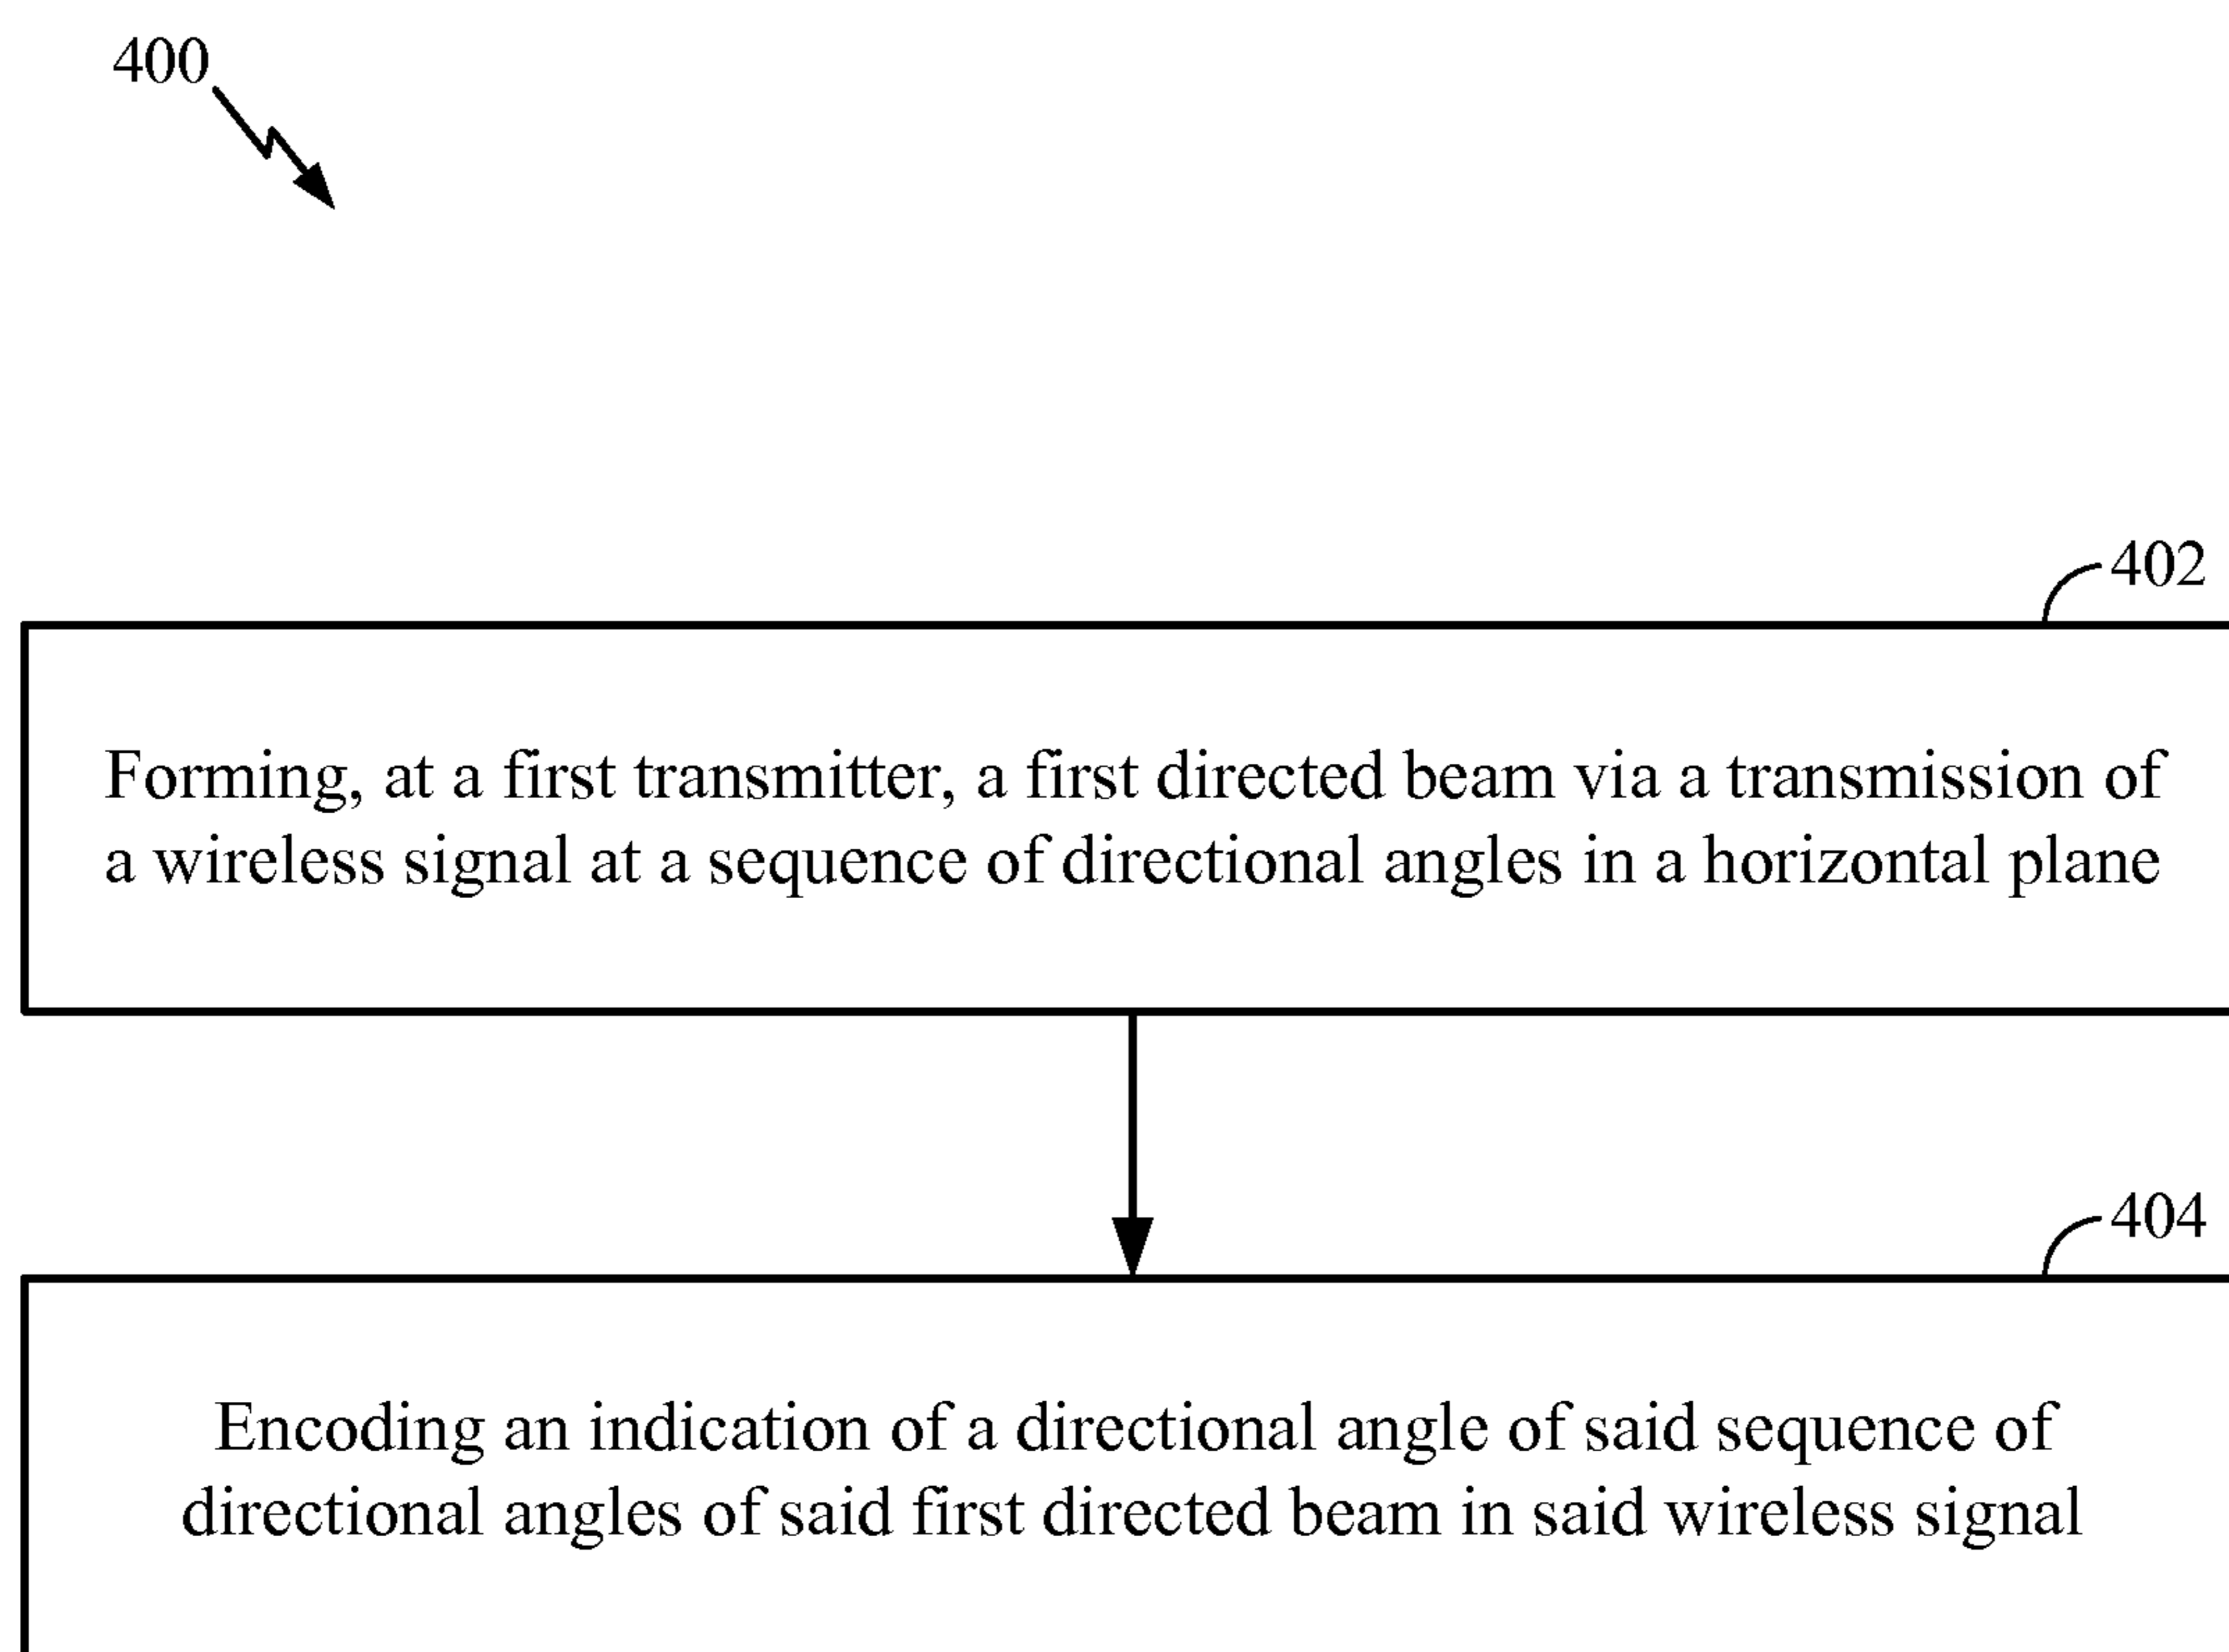 400
402
Forming, at a first transmitter, a first directed beam via a transmission of
a wireless signal at a sequence of directional angles in a horizontal plane
404
Encoding an indication of a directional angle of said sequence of
directional angles of said first directed beam in said wireless signal